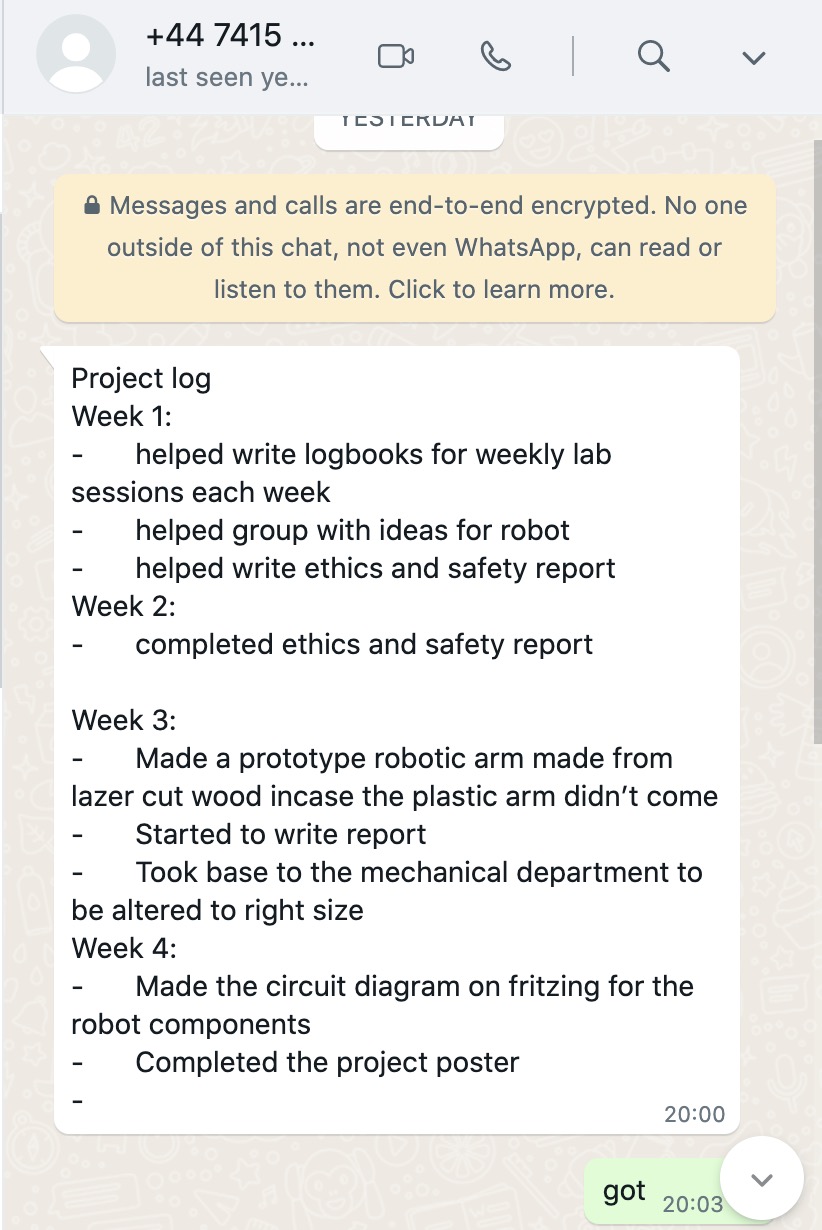 +44 7415 ...
last seen ye...
YESTERDAY
Messages and calls are end-to-end encrypted. No one
outside of this chat, not even WhatsApp, can read or
listen to them. Click to learn more.
Project log
Week 1:
- helped write logbooks for weekly lab
sessions each week
- helped group with ideas for robot
- helped write ethics and safety report
Week 2:
- completed ethics and safety report
Week 3:
- Made a prototype robotic arm made from
lazer cut wood incase the plastic arm didn’t come
- Started to write report
- Took base to the mechanical department to
be altered to right size
Week 4:
- Made the circuit diagram on fritzing for the
robot components
- Completed the project poster
-
20:00
got 20:03